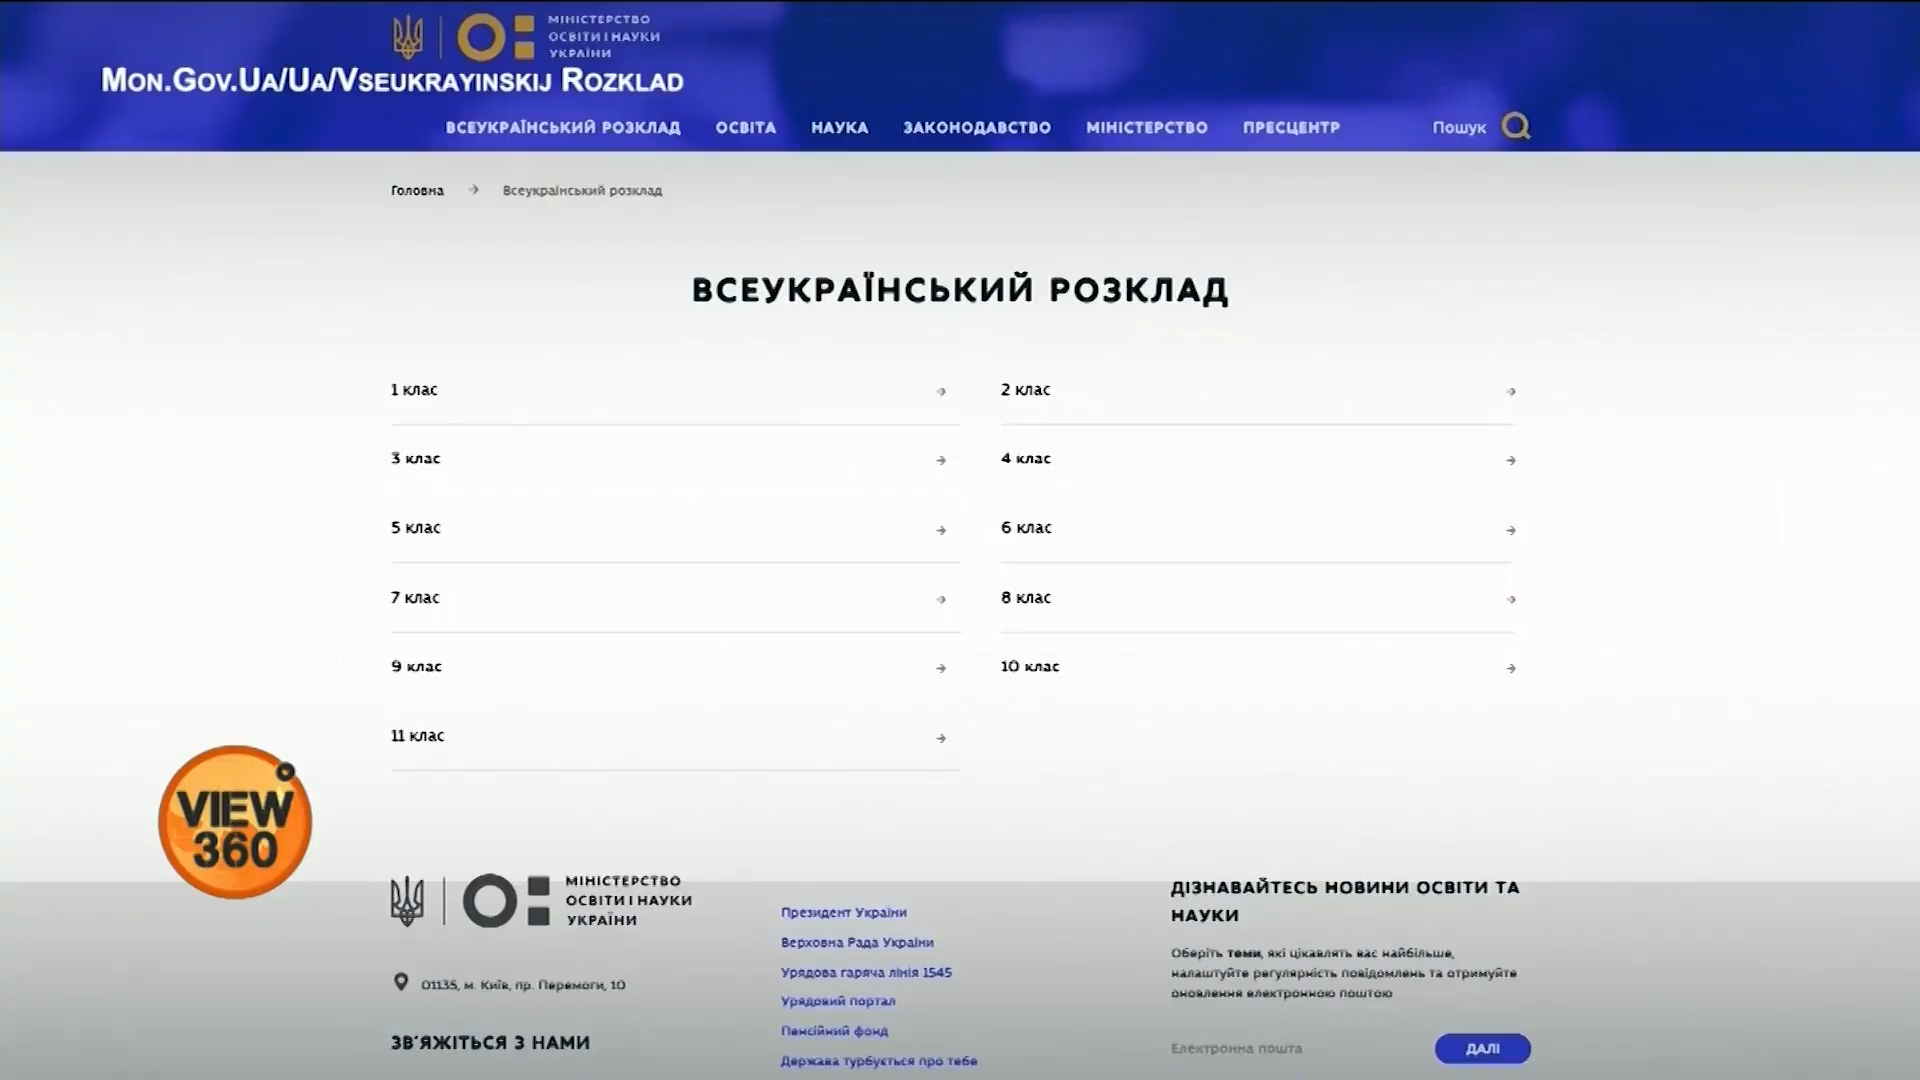 МІНІСТЕРСТВО
ОСВІТИ І НАУКИ
УКРАЇНИ
MON.GOV.UA/UA/VSEUKRAYINSKIJ ROZKLAD
ВСЕУКРАЇНСЬКИЙ РОЗКЛАД ОСВІТА НАУКА ЗАКОНОДАВСТВО МІНІСТЕРСТВО ПРЕСЦЕНТР Пошук
Головна → Всеукраїнський розклад
ВСЕУКРАЇНСЬКИЙ РОЗКЛАД
1 клас
2 клас
3 клас
4 клас
5 клас
6 клас
7 клас
8 клас
9 клас
10 клас
11 клас
VIEW
360°
МІНІСТЕРСТВО
ОСВІТИ І НАУКИ
УКРАЇНИ
01135, м. Київ, пр. Перемоги, 10
ЗВ'ЯЖІТЬСЯ З НАМИ
Президент України
Верховна Рада України
Урядова гаряча лінія 1545
Урядовий портал
Пенсійний фонд
Держава турбується про тебе
ДІЗНАВАЙТЕСЬ НОВИНИ ОСВІТИ ТА
НАУКИ
Оберіть теми, які цікавлять вас найбільше,
налаштуйте регулярність повідомлень та отримуйте
оновлення електронною поштою
Електронна пошта
ДАЛІ